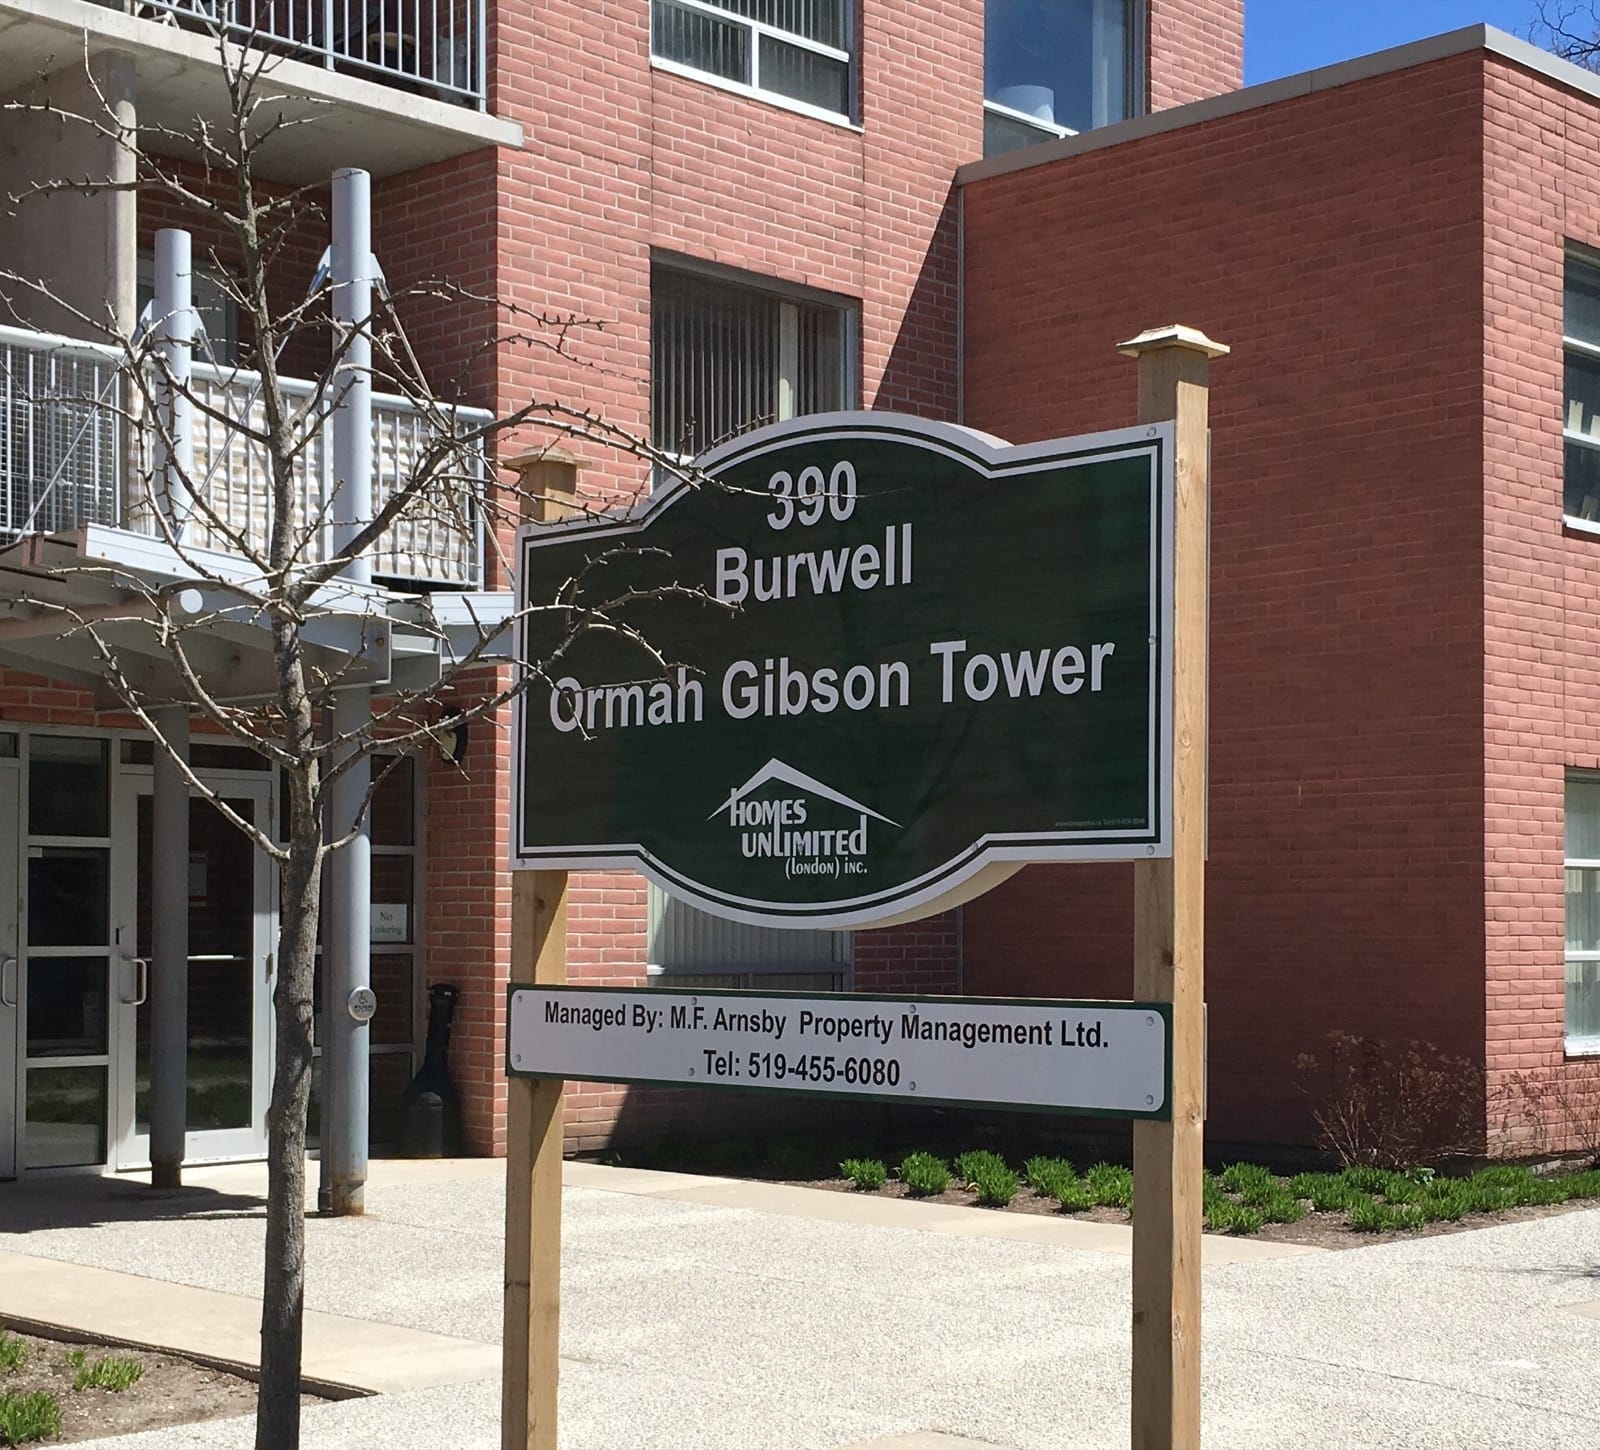 390
Burwell
Ormah Gibson Tower
HOMES
UNLIMITED
(LONDON) INC.
No
Loitering
PUSH
Managed By: M.F. Arnsby Property Management Ltd.
Tel: 519-455-6080